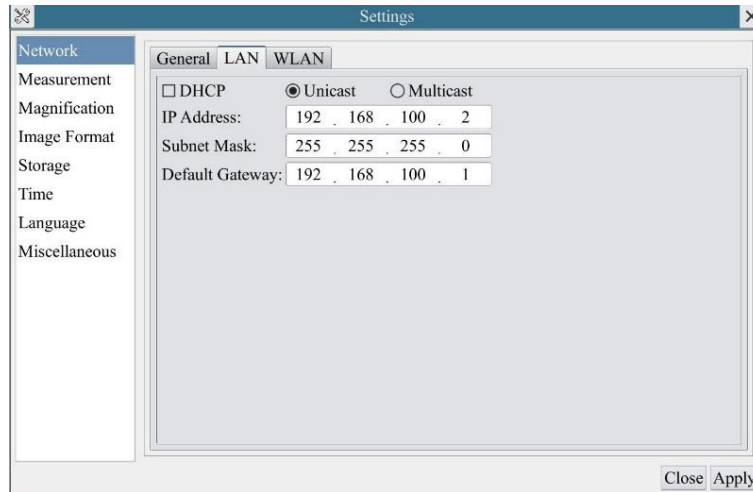 Settings
Network
Measurement
Magnification
Image Format
Storage
Time
Language
Miscellaneous
General LAN WLAN
DHCP Unicast Multicast
IP Address: 192 . 168 . 100 . 2
Subnet Mask: 255 . 255 . 255 . 0
Default Gateway: 192 . 168 . 100 . 1
Close Apply